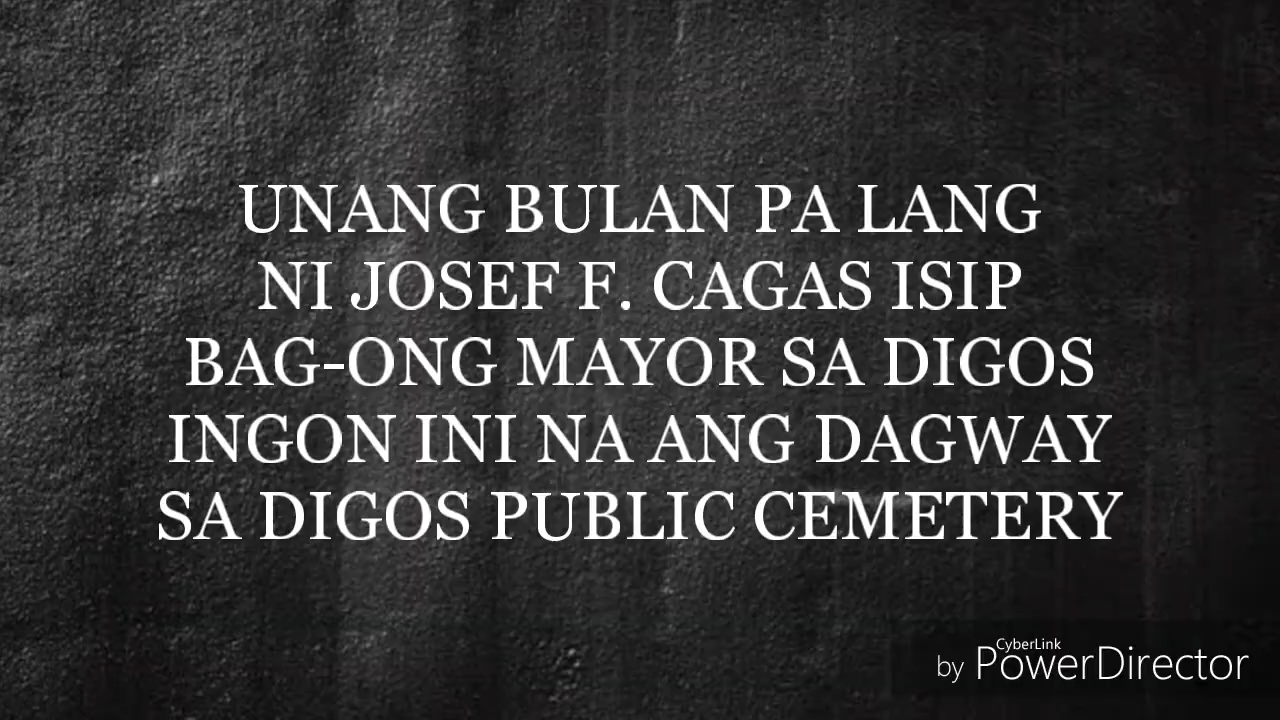 UNANG BULAN PA LANG
NI JOSEF F. CAGAS ISIP
BAG-ONG MAYOR SA DIGOS
INGON INI NA ANG DAGWAY
SA DIGOS PUBLIC CEMETERY
CyberLink
by PowerDirector